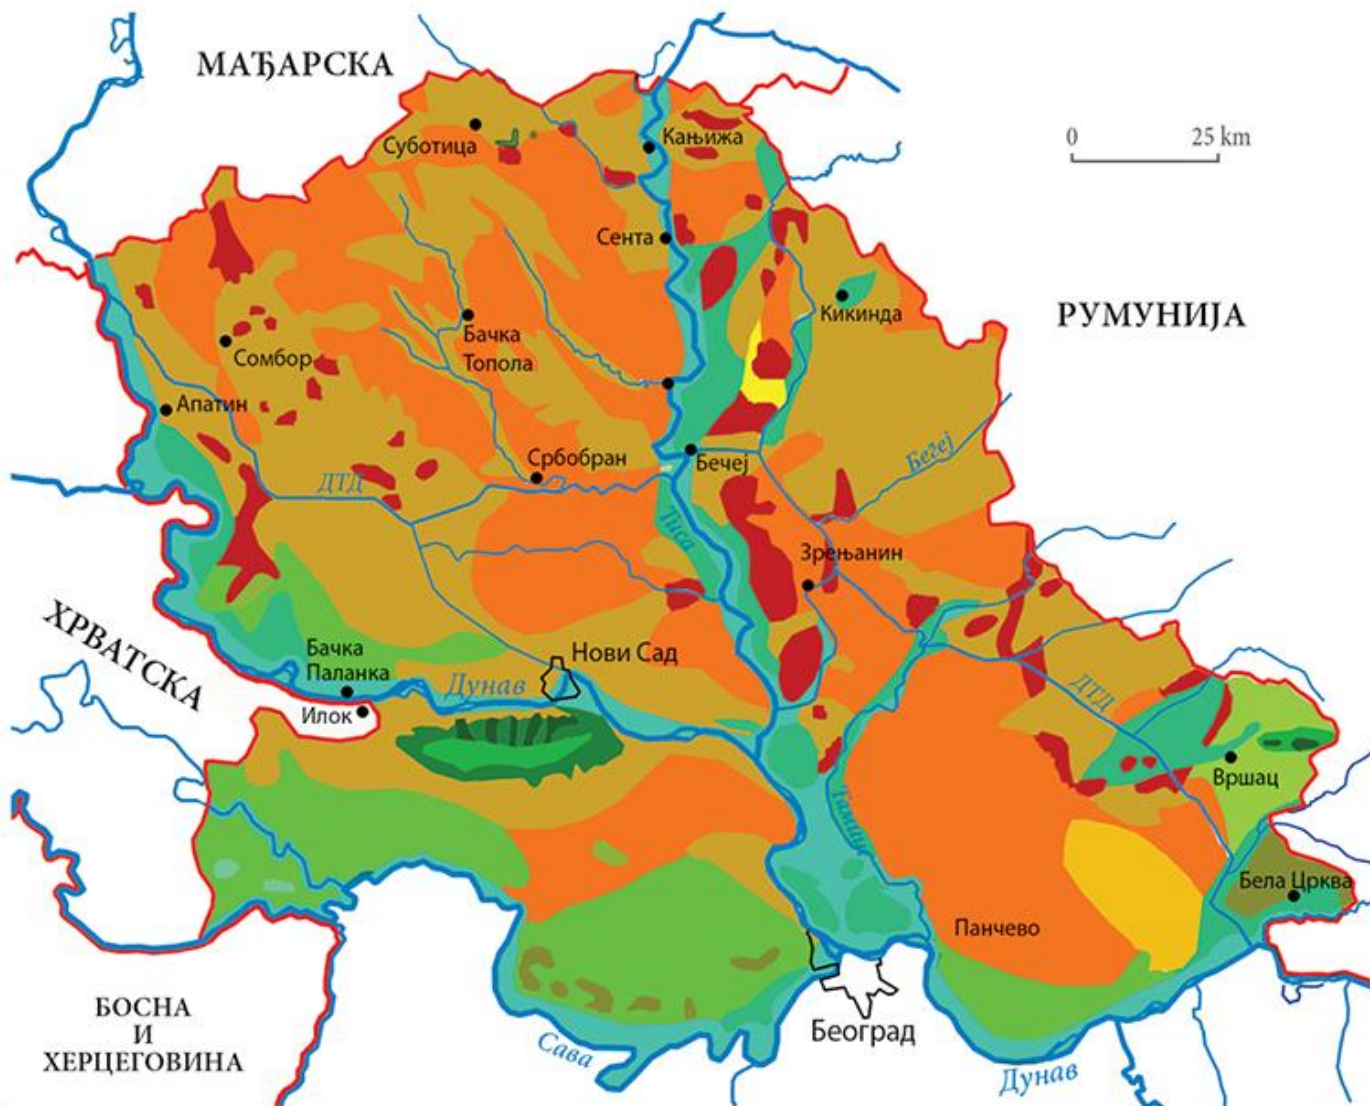 МАЂАРСКА
0 25 km
Суботица
Кањижа
Сента
Кикинда
РУМУНИЈА
Сомбор
Бачка
Топола
Апатин
Србобран
Бечеј
Бегеј
ДТД
Тиса
Зрењанин
ХРВАТСКА
Бачка
Паланка
Нови Сад
Дунав
Илок
ДТД
Вршац
Тамиш
Бела Црква
Панчево
БОСНА
И
ХЕРЦЕГОВИНА
Београд
Сава
Дунав